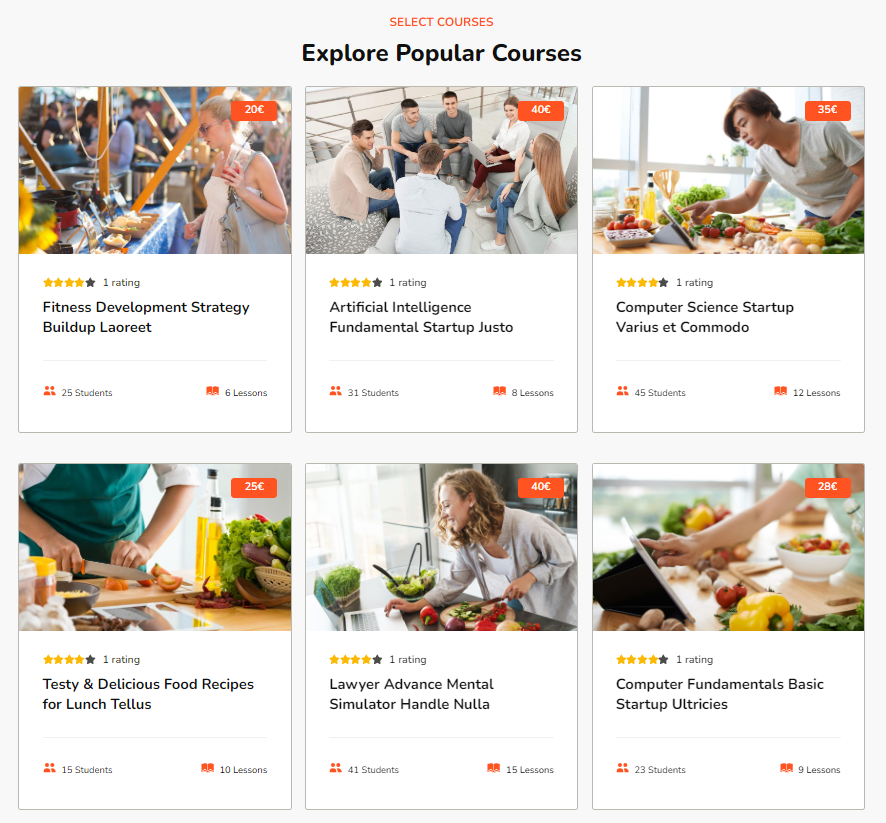 SELECT COURSES
Explore Popular Courses
20€
40€
35€
1 rating
1 rating
1 rating
Fitness Development Strategy
Buildup Laoreet
Artificial Intelligence
Fundamental Startup Justo
Computer Science Startup
Varius et Commodo
25 Students
6 Lessons
31 Students
8 Lessons
45 Students
12 Lessons
25€
40€
28€
1 rating
1 rating
1 rating
Testy & Delicious Food Recipes
for Lunch Tellus
Lawyer Advance Mental
Simulator Handle Nulla
Computer Fundamentals Basic
Startup Ultricies
15 Students
10 Lessons
41 Students
15 Lessons
23 Students
9 Lessons